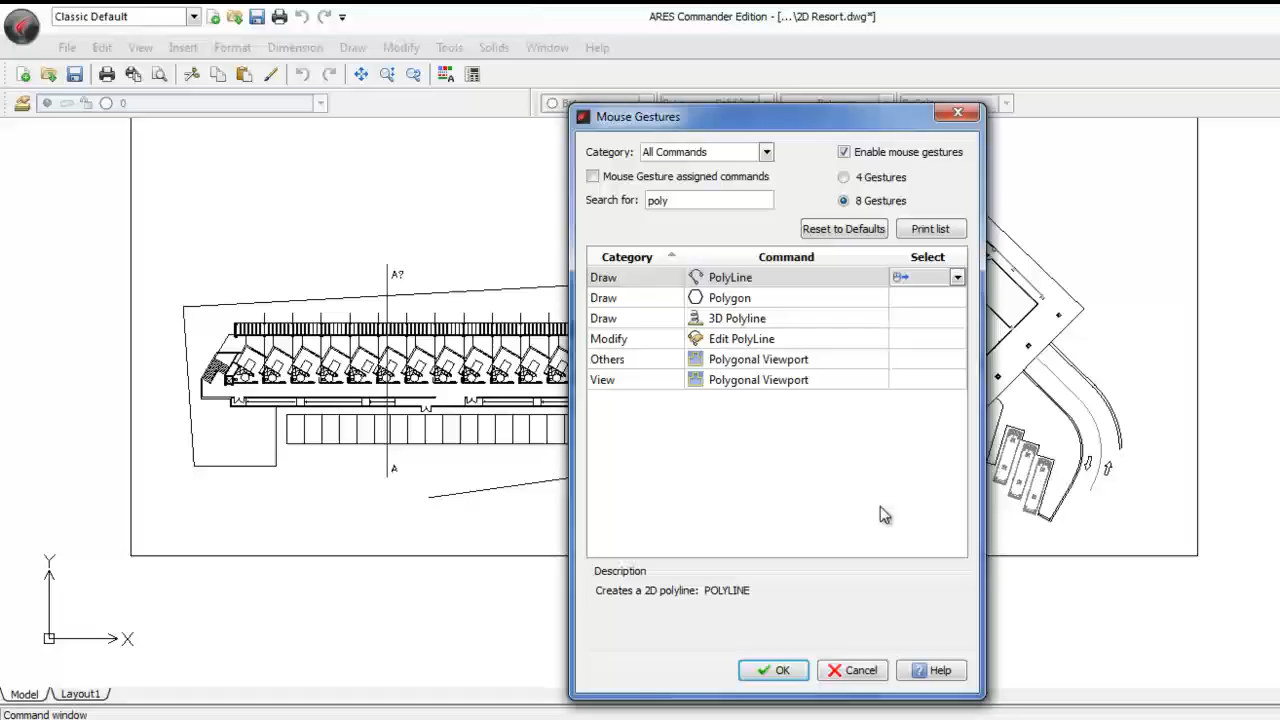 Classic Default
ARES Commander Edition - [...\2D Resort.dwg*]
File Edit View Insert Format Dimension Draw Modify Tools Solids Window Help
0
Mouse Gestures
Category: All Commands
Enable mouse gestures
Mouse Gesture assigned commands
4 Gestures
Search for: poly
8 Gestures
Reset to Defaults Print list
Category Command Select
Draw PolyLine
Draw Polygon
Draw 3D Polyline
Modify Edit PolyLine
Others Polygonal Viewport
View Polygonal Viewport
A?
A
Description
Creates a 2D polyline: POLYLINE
Y
X
OK Cancel Help
Model Layout1
Command window